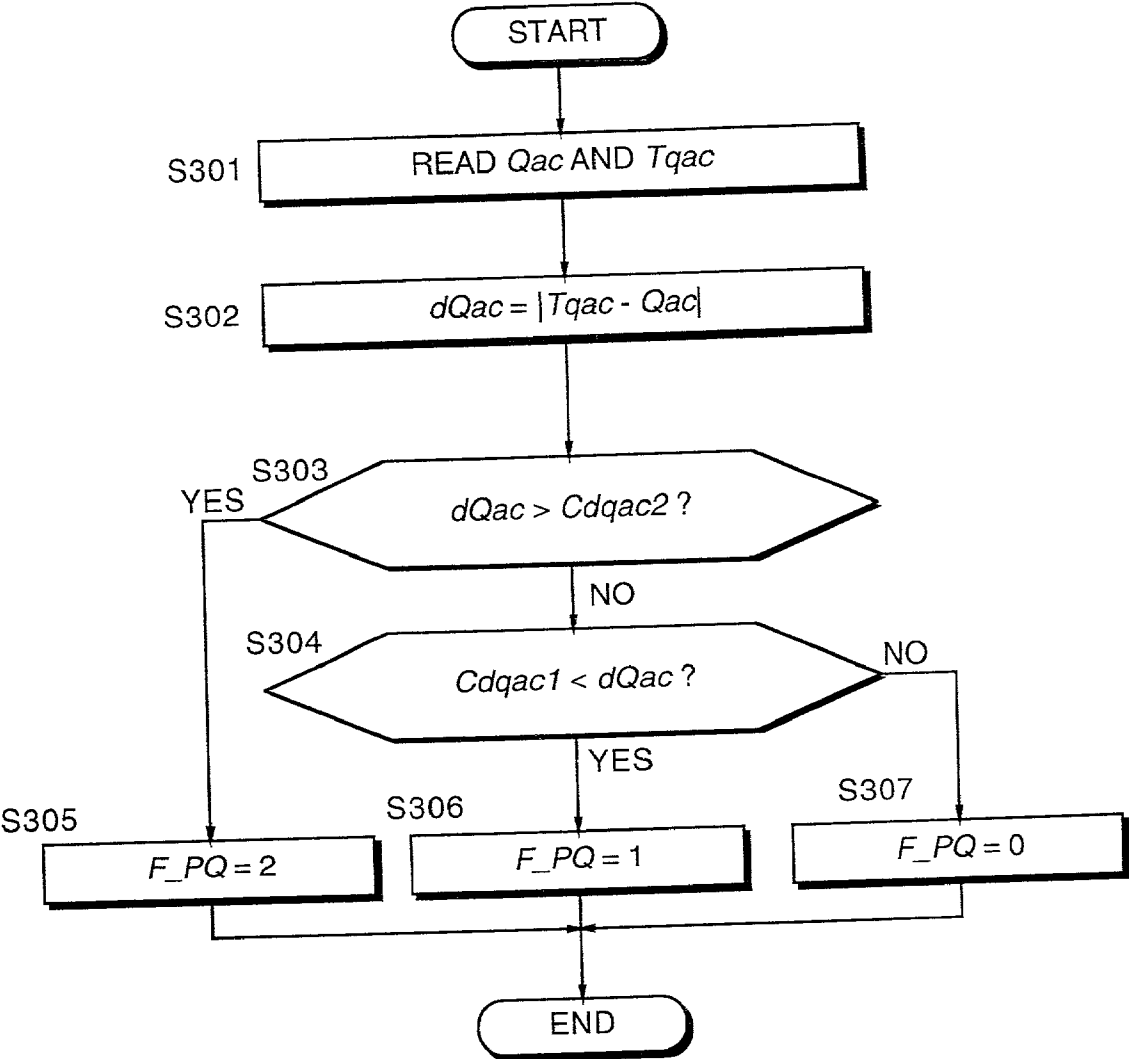 START
S301
READ Qac AND Tqac
S302
dQac = |Tqac - Qac|
S303
YES
dQac > Cdqac2 ?
NO
S304
Cdqac1 < dQac ?
NO
YES
S305
F_PQ = 2
S306
F_PQ = 1
S307
F_PQ = 0
END